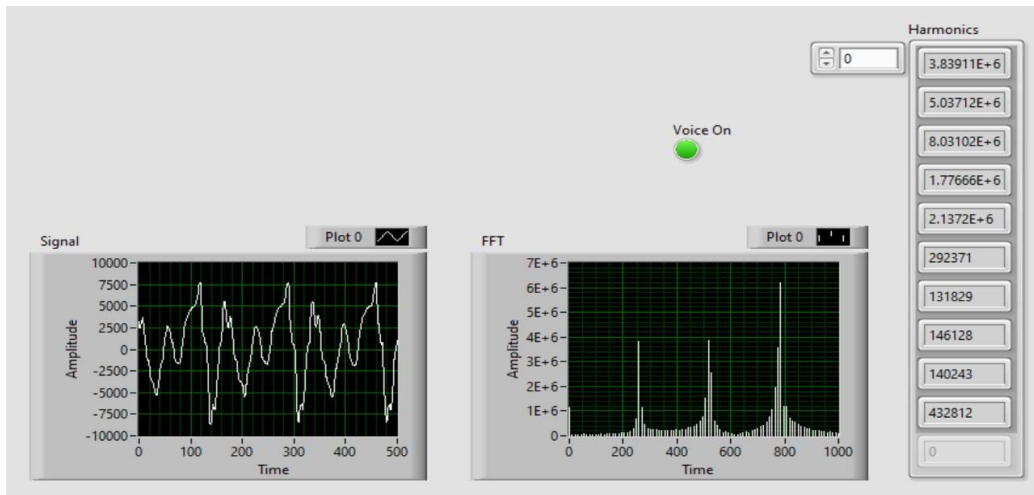 Harmonics
0
3.83911E+6
5.03712E+6
8.03102E+6
1.77666E+6
2.1372E+6
292371
131829
146128
140243
432812
0
Voice On
Signal
Plot 0
10000
7500
5000
2500
0
-2500
-5000
-7500
-10000
Amplitude
0 100 200 300 400 500
Time
FFT
Plot 0
7E+6
6E+6
5E+6
4E+6
3E+6
2E+6
1E+6
0
Amplitude
0 200 400 600 800 1000
Time